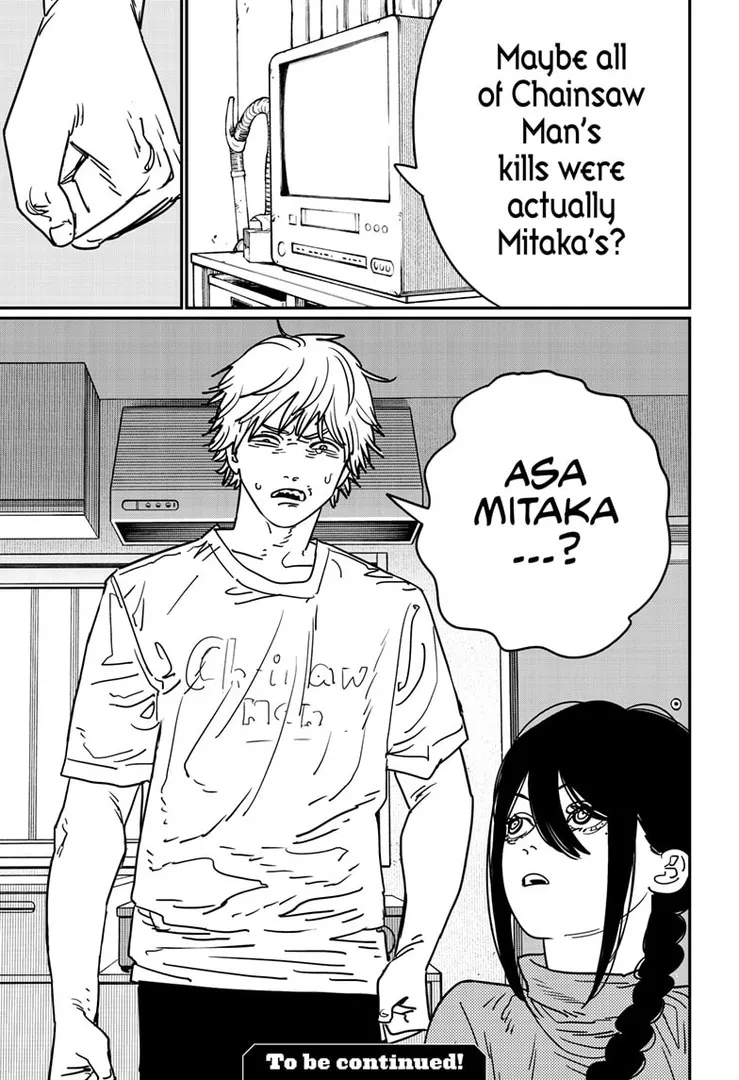 Maybe all
of Chainsaw
Man's
kills were
actually
Mitaka's?
ASA
MITAKA
...?
Chainsaw
Man
To be continued!